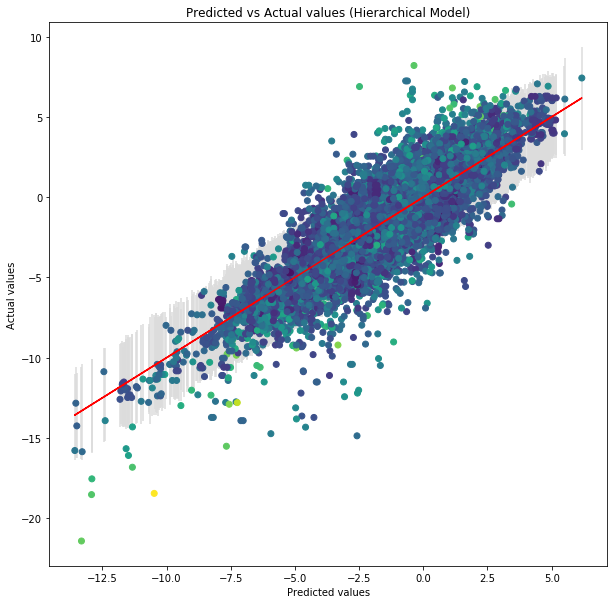 Predicted vs Actual values (Hierarchical Model)
10
5
0
−5
−10
−15
−20
Actual values
−12.5 −10.0 −7.5 −5.0 −2.5 0.0 2.5 5.0
Predicted values